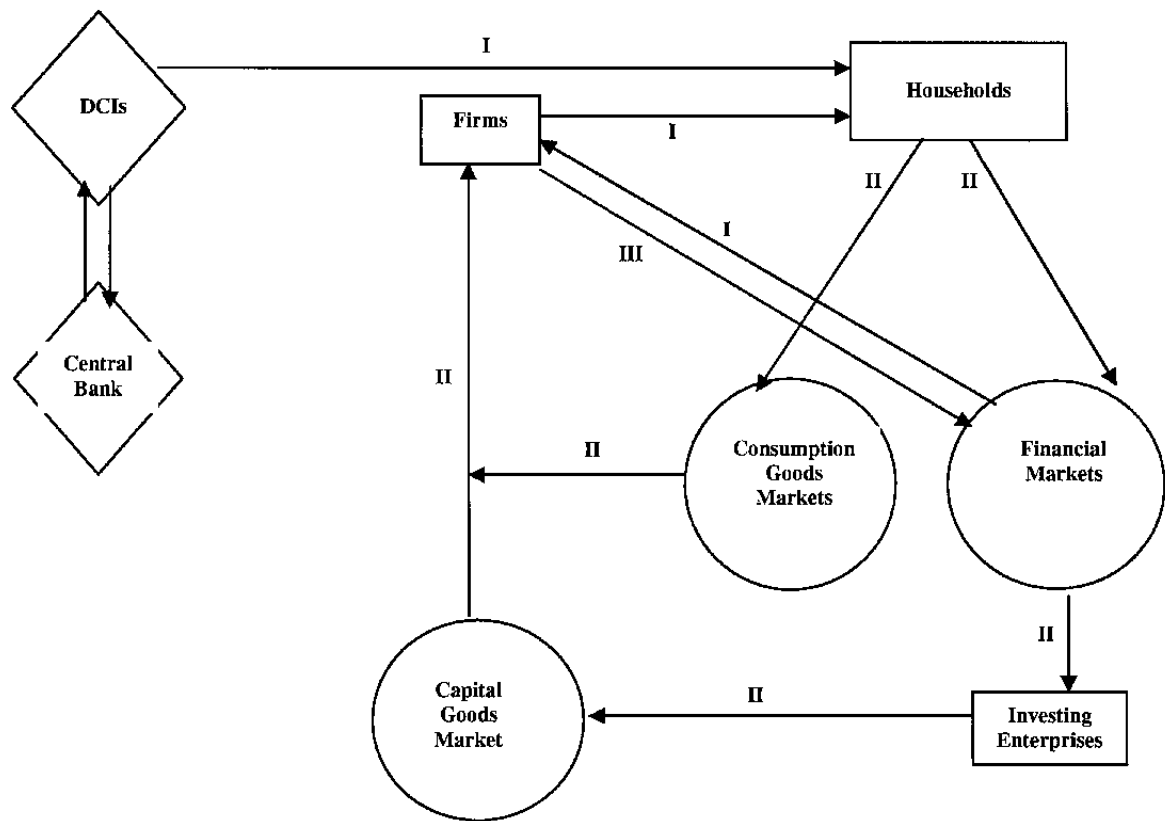 I
DCIs
Households
Firms
I
II
II
I
III
II
Central
Bank
Consumption
Goods
Markets
Financial
Markets
II
II
Capital
Goods
Market
II
Investing
Enterprises